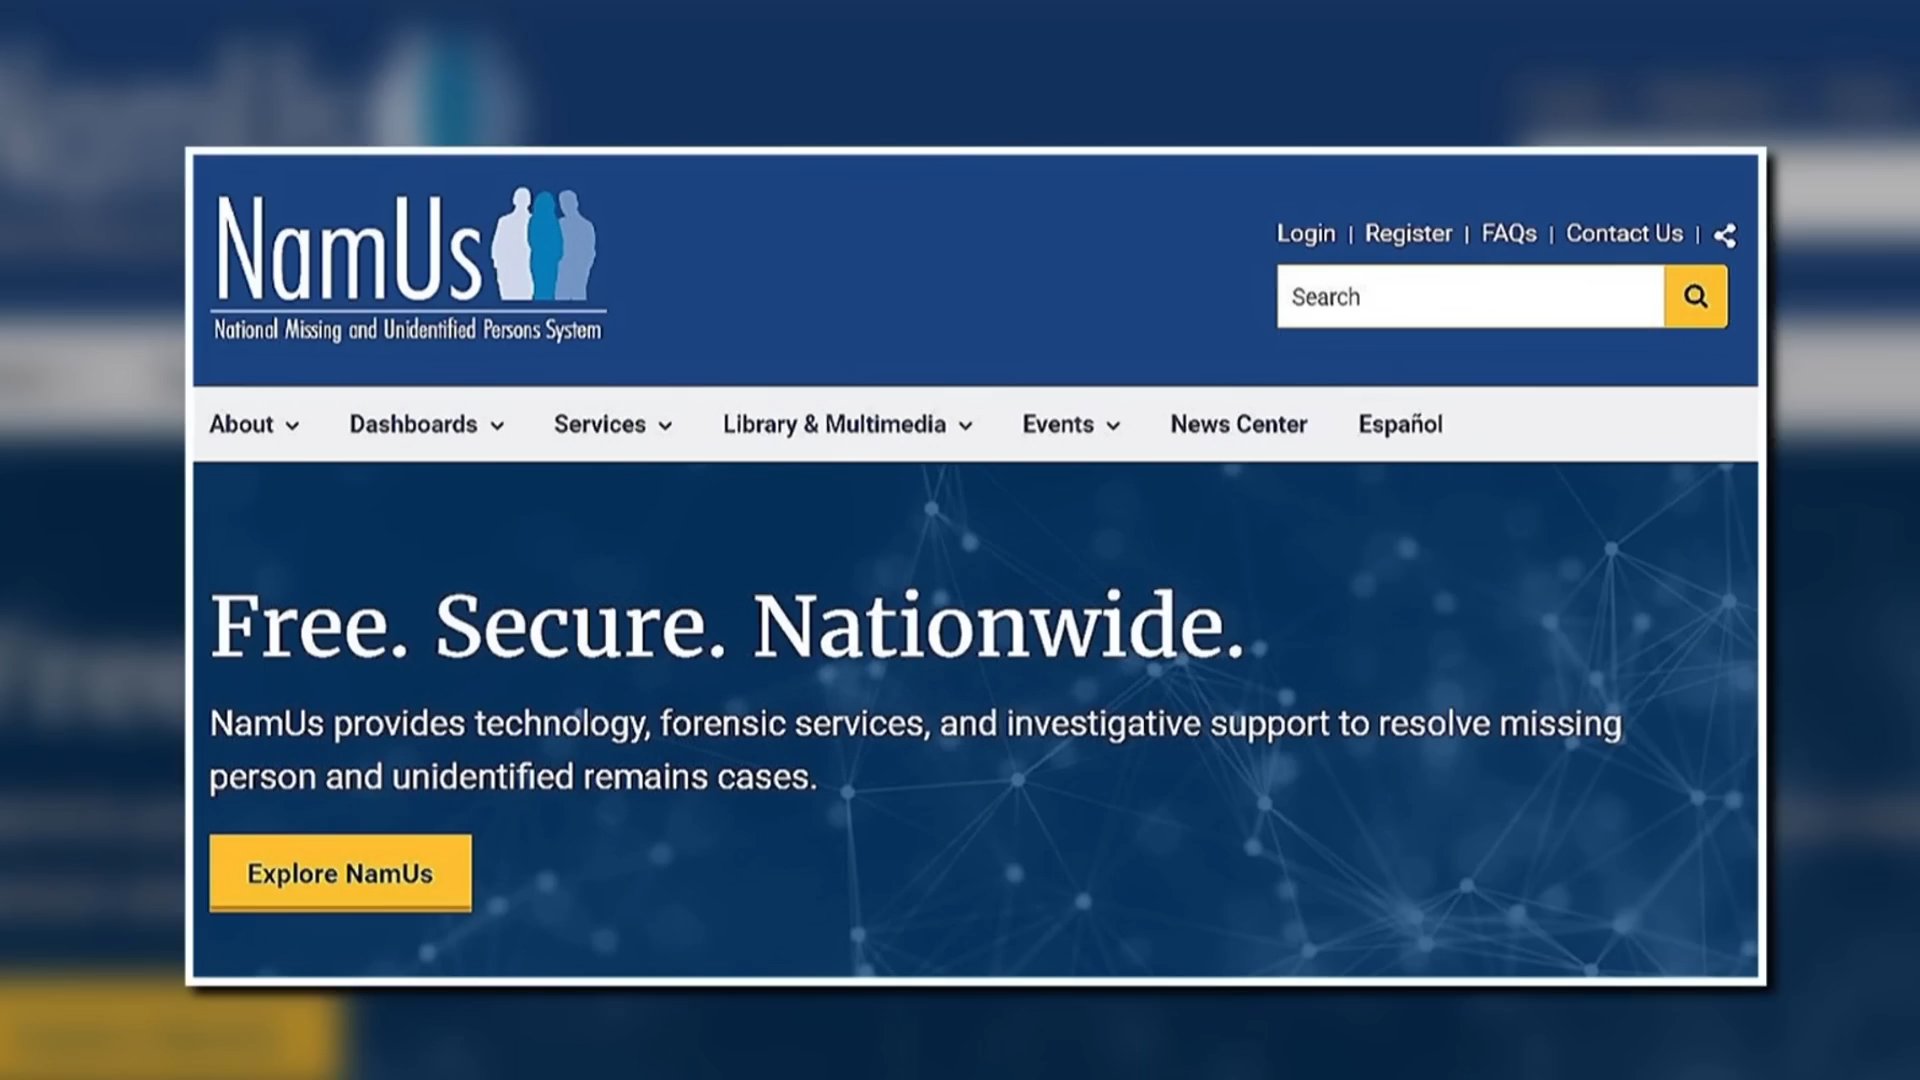 NamUs
National Missing and Unidentified Persons System
Login | Register | FAQs | Contact Us |
Search
About
Dashboards
Services
Library & Multimedia
Events
News Center
Español
Free. Secure. Nationwide.
NamUs provides technology, forensic services, and investigative support to resolve missing
person and unidentified remains cases.
Explore NamUs